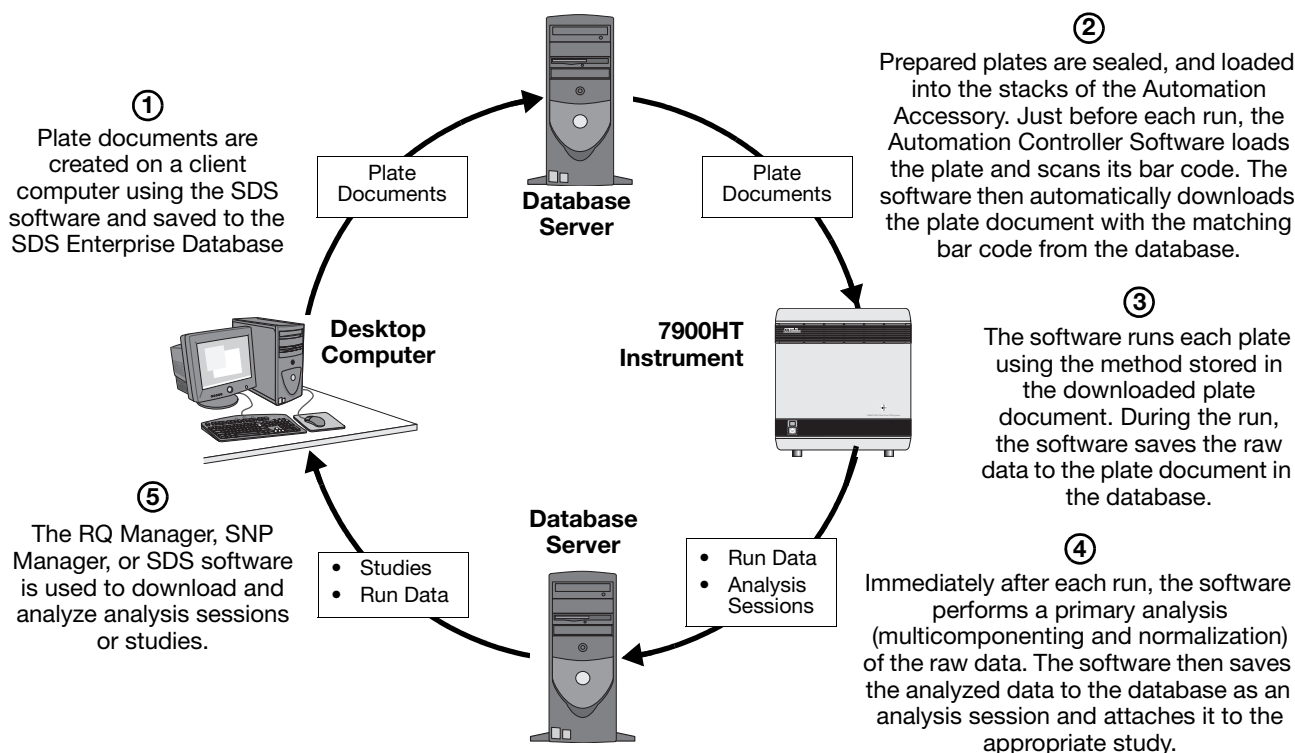 ①
Plate documents are
created on a client
computer using the SDS
software and saved to the
SDS Enterprise Database
Plate
Documents
Database
Server
Plate
Documents
②
Prepared plates are sealed, and loaded
into the stacks of the Automation
Accessory. Just before each run, the
Automation Controller Software loads
the plate and scans its bar code. The
software then automatically downloads
the plate document with the matching
bar code from the database.
Desktop
Computer
7900HT
Instrument
③
The software runs each plate
using the method stored in
the downloaded plate
document. During the run,
the software saves the raw
data to the plate document in
the database.
④
Immediately after each run, the software
performs a primary analysis
(multicomponenting and normalization)
of the raw data. The software then saves
the analyzed data to the database as an
analysis session and attaches it to the
appropriate study.
• Run Data
• Analysis
Sessions
Database
Server
• Studies
• Run Data
⑤
The RQ Manager, SNP
Manager, or SDS software
is used to download and
analyze analysis sessions
or studies.